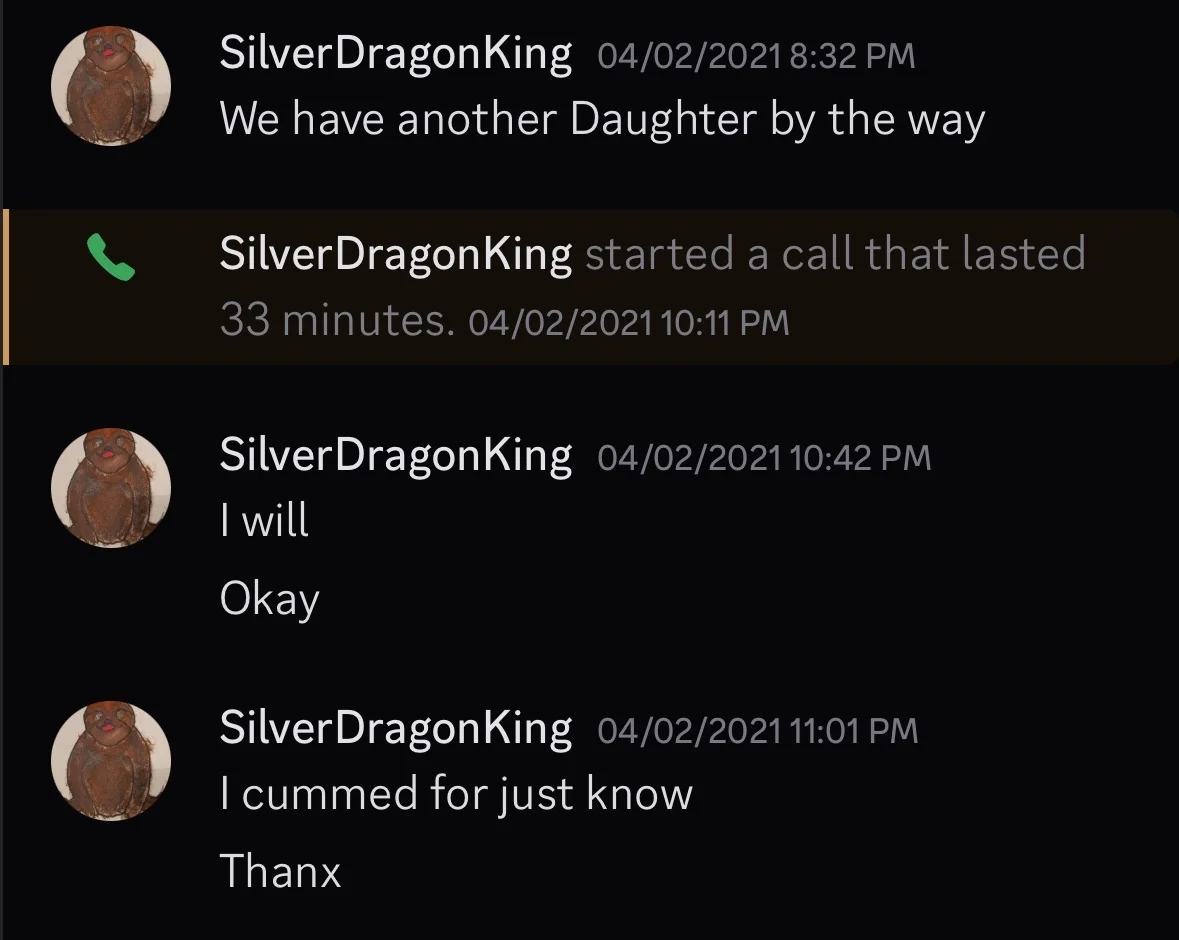 SilverDragonKing 04/02/2021 8:32 PM
We have another Daughter by the way
SilverDragonKing started a call that lasted
33 minutes. 04/02/2021 10:11 PM
SilverDragonKing 04/02/2021 10:42 PM
I will
Okay
SilverDragonKing 04/02/2021 11:01 PM
I cummed for just know
Thanx